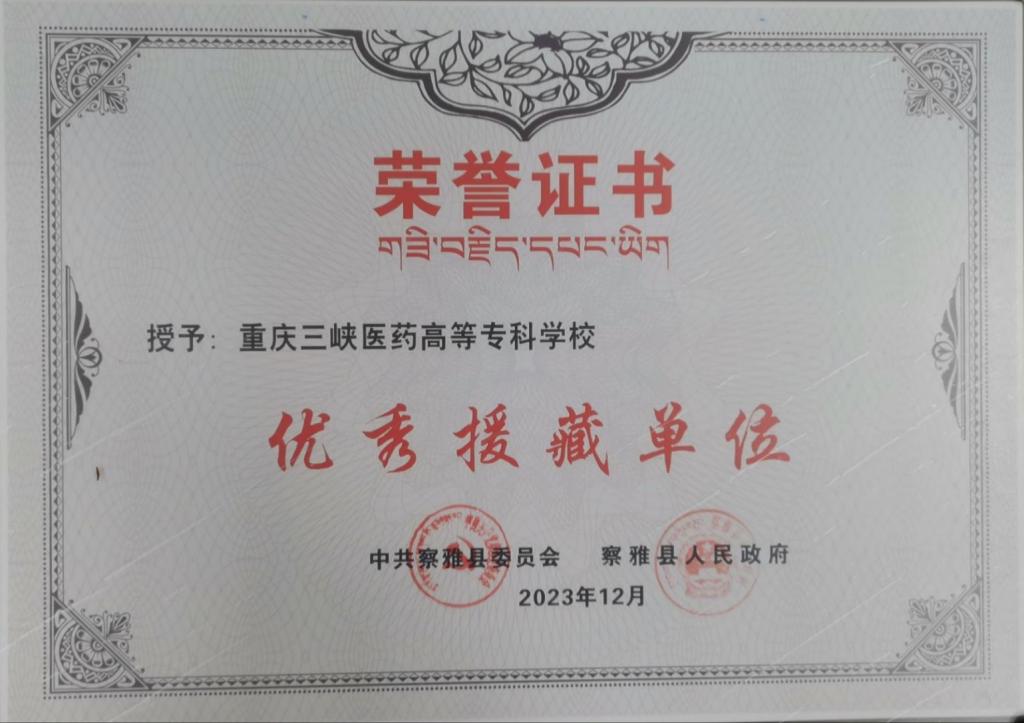 荣誉证书
གཟི་བརྗིད་དཔང་ཡིག
授予：重庆三峡医药高等专科学校
优秀援藏单位
中共察雅县委员会 察雅县人民政府
2023年12月